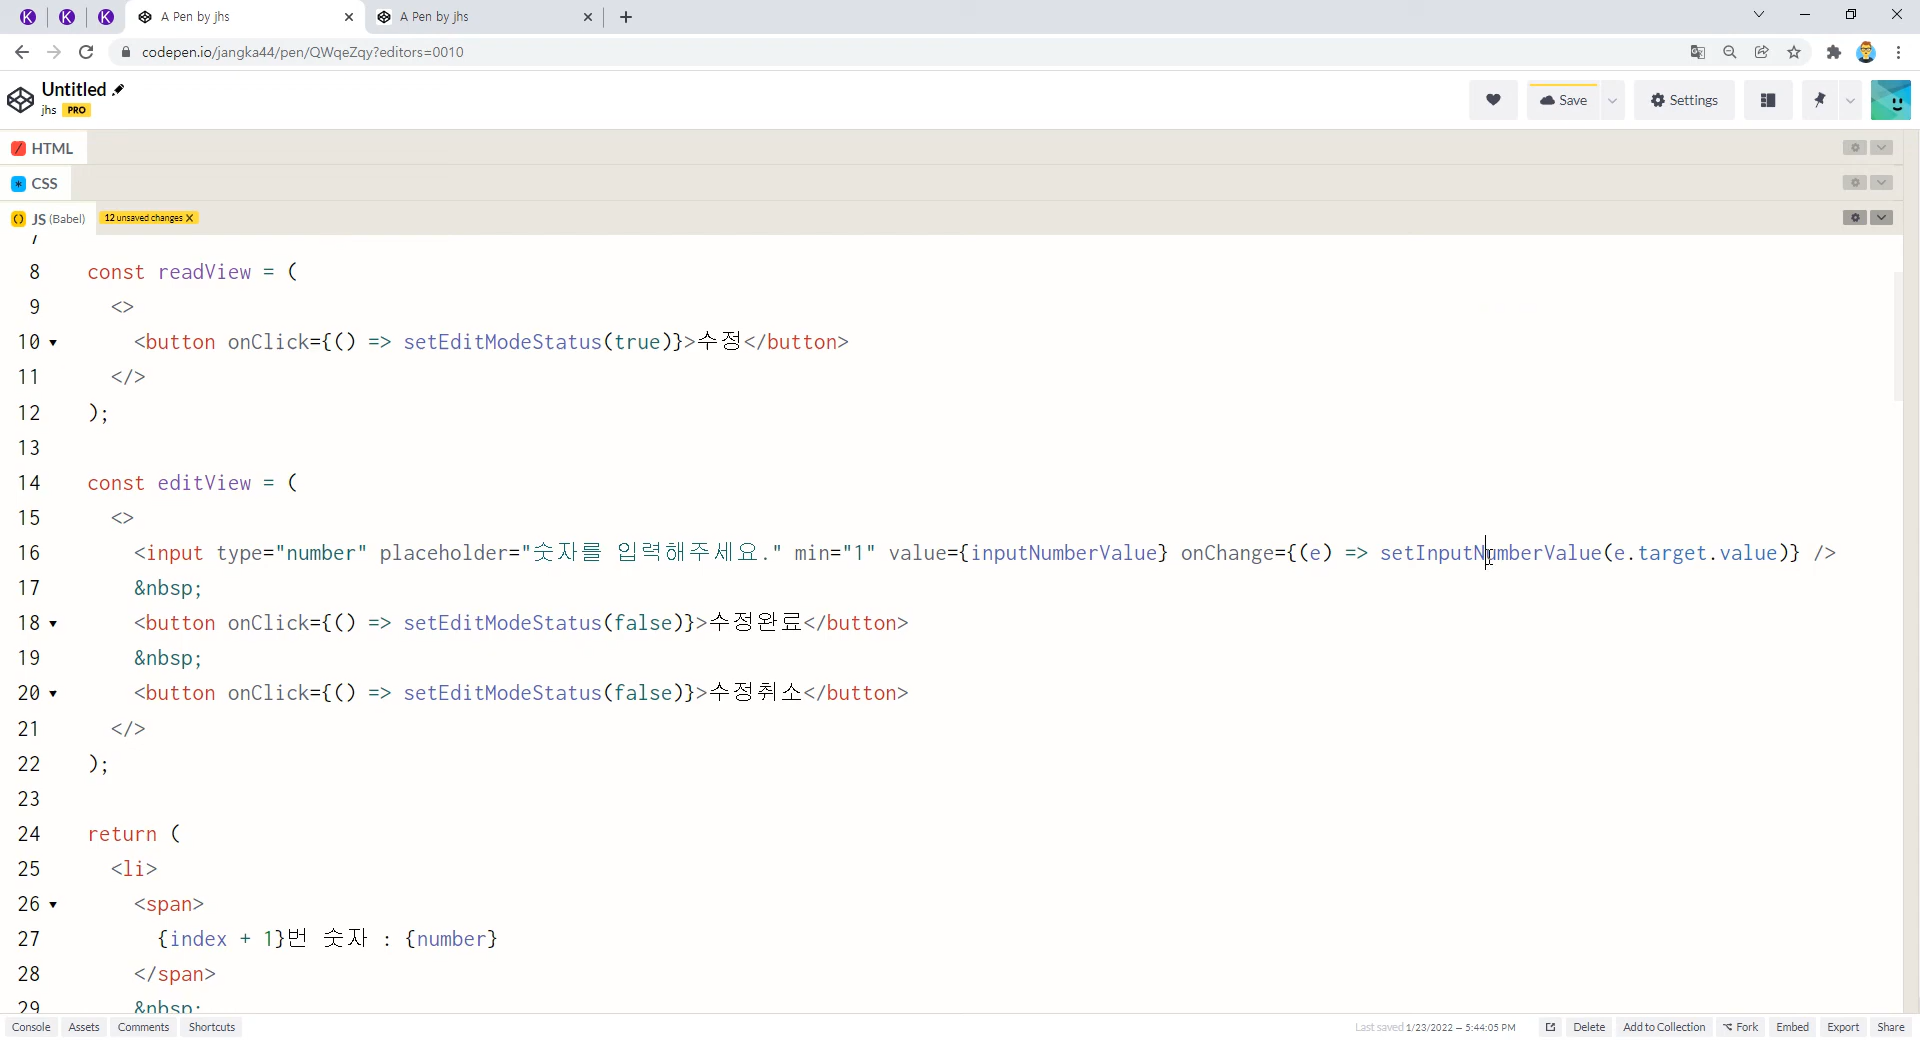 A Pen by jhs
A Pen by jhs
codepen.io/jangka44/pen/QWqeZqy?editors=0010
Untitled
jhs PRO
Save
Settings
HTML
CSS
JS (Babel) 12 unsaved changes X
7
8 const readView = (
9 <>
10 <button onClick={() => setEditModeStatus(true)}>수정</button>
11 </>
12 );
13
14 const editView = (
15 <>
16 <input type="number" placeholder="숫자를 입력해주세요." min="1" value={inputNumberValue} onChange={(e) => setInputNumberValue(e.target.value)} />
17 &nbsp;
18 <button onClick={() => setEditModeStatus(false)}>수정완료</button>
19 &nbsp;
20 <button onClick={() => setEditModeStatus(false)}>수정취소</button>
21 </>
22 );
23
24 return (
25 <li>
26 <span>
27 {index + 1}번 숫자 : {number}
28 </span>
29 &nbsp;
Console Assets Comments Shortcuts Last saved 1/23/2022 — 5:44:05 PM Delete Add to Collection Fork Embed Export Share